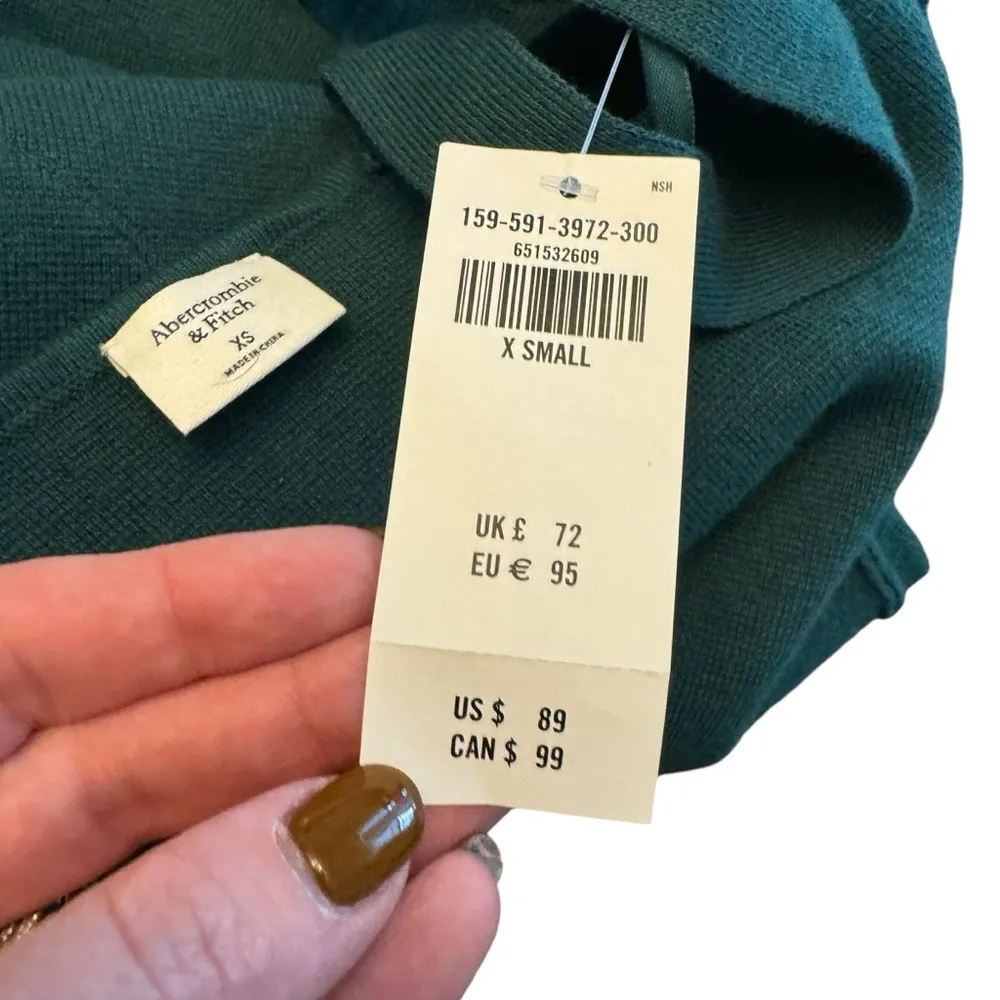 Abercrombie
& Fitch
XS
MADE IN CHINA
NSH
159-591-3972-300
651532609
X SMALL
UK £ 72
EU € 95
US $ 89
CAN $ 99